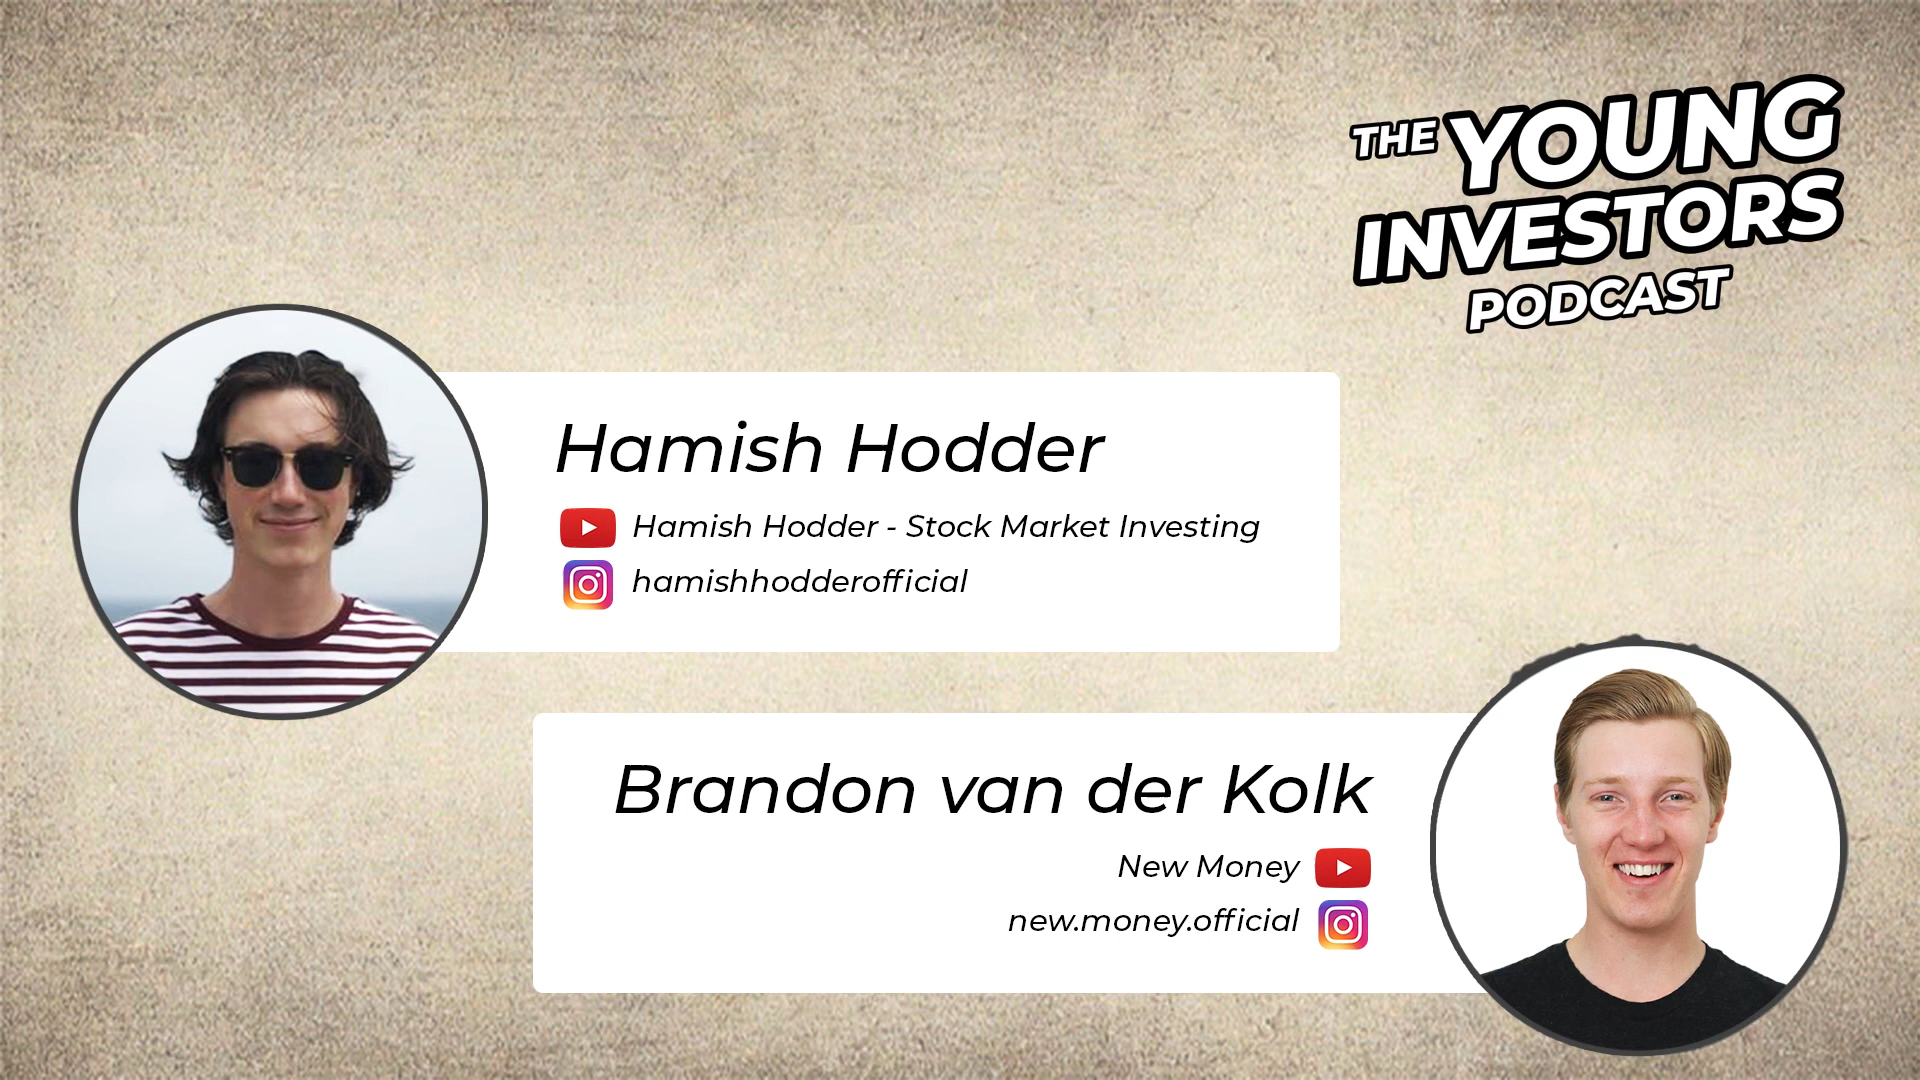 THE YOUNG
INVESTORS
PODCAST
Hamish Hodder
Hamish Hodder - Stock Market Investing
hamishhodderofficial
Brandon van der Kolk
New Money
new.money.official